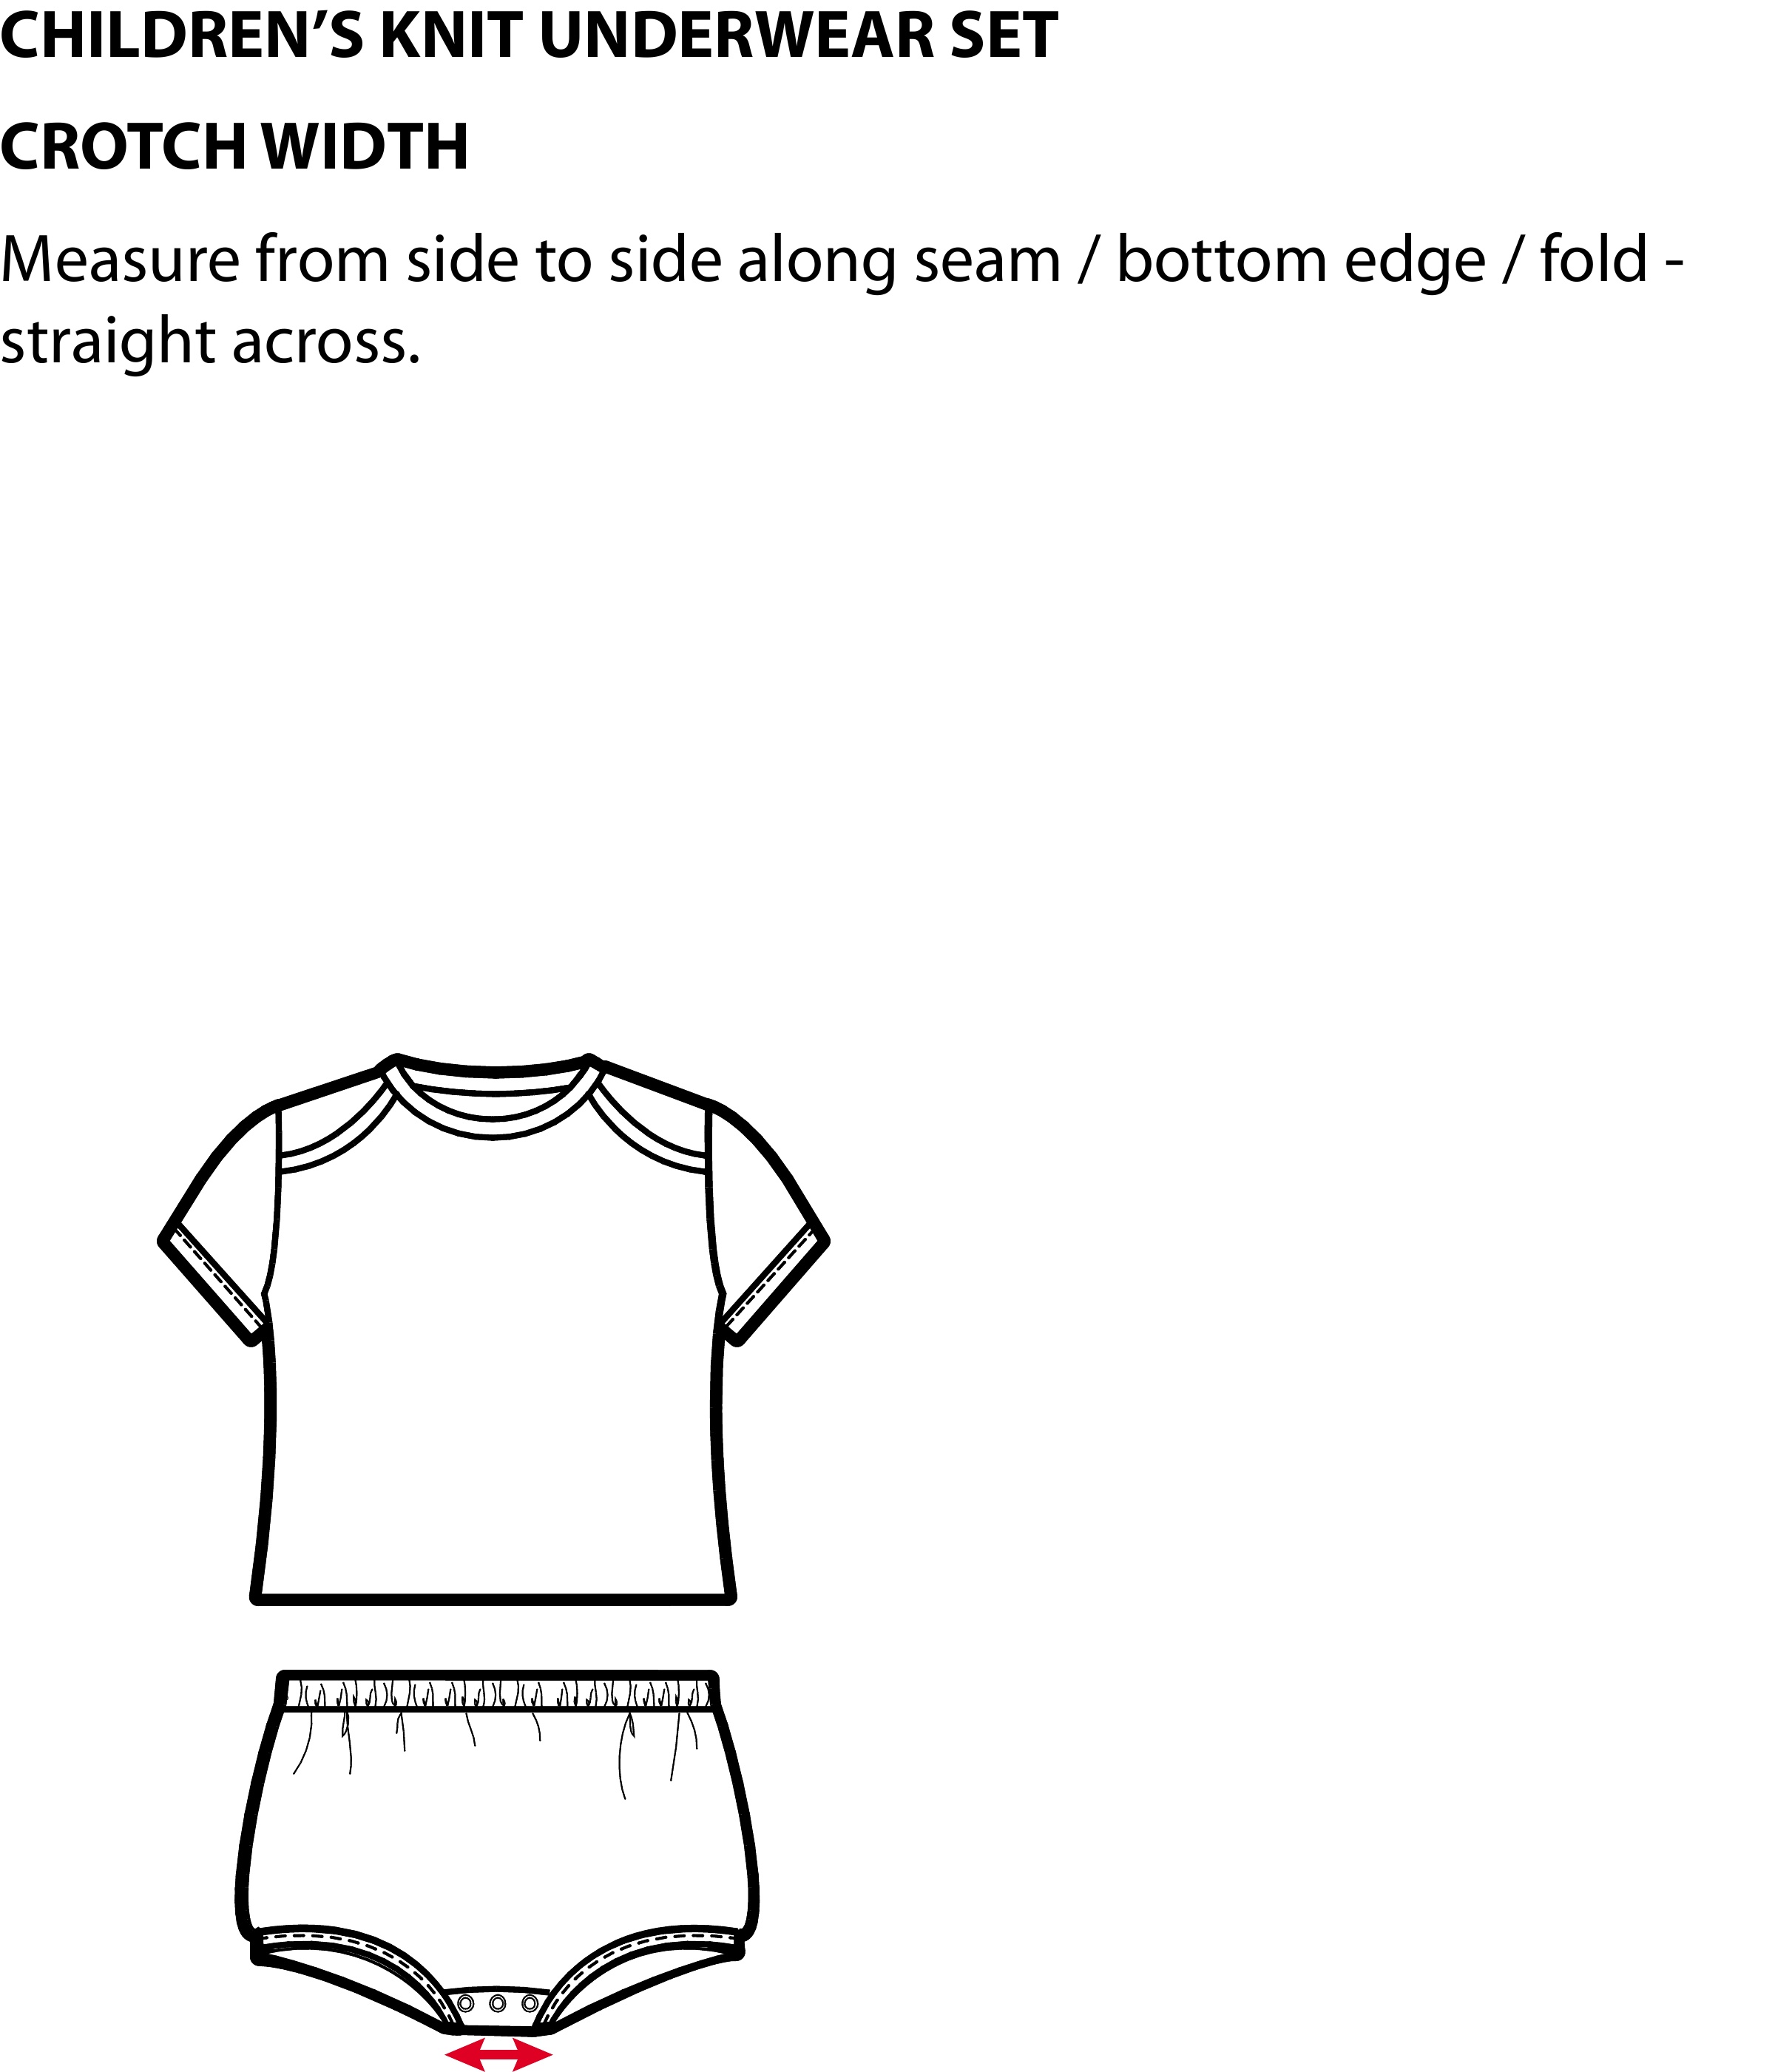 CHILDREN’S KNIT UNDERWEAR SET
CROTCH WIDTH
Measure from side to side along seam / bottom edge / fold -
straight across.